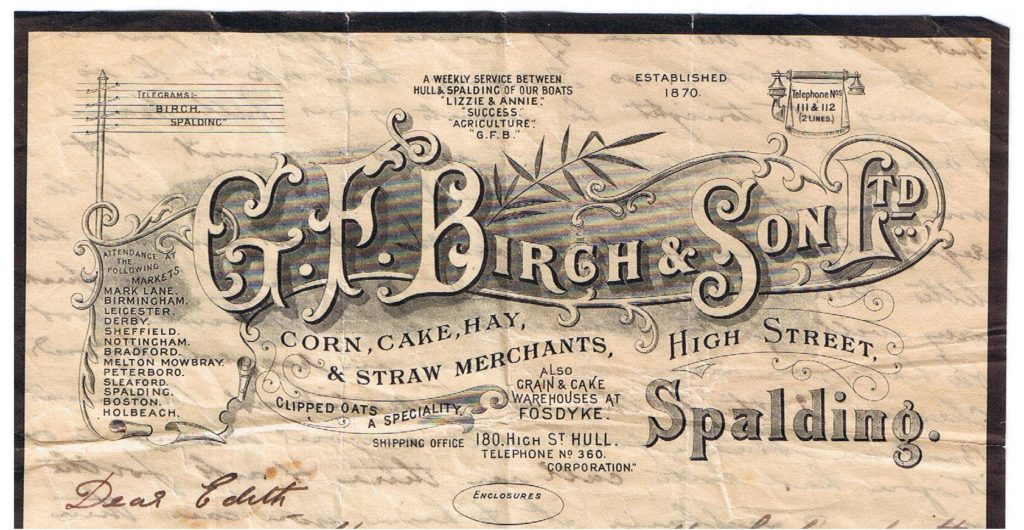 TELEGRAMS:-
"BIRCH.
SPALDING"
A WEEKLY SERVICE BETWEEN
HULL & SPALDING OF OUR BOATS
"LIZZIE & ANNIE."
"SUCCESS."
"AGRICULTURE."
"G.F.B."
ESTABLISHED
1870.
Telephone Nos
111 & 112
(2 LINES.)
G. F. BIRCH & SON LTD
ATTENDANCE AT
THE
FOLLOWING
MARKETS
MARK LANE.
BIRMINGHAM.
LEICESTER.
DERBY.
SHEFFIELD.
NOTTINGHAM.
BRADFORD.
MELTON MOWBRAY.
PETERBORO.
SLEAFORD.
SPALDING.
BOSTON.
HOLBEACH.
CORN, CAKE, HAY,
& STRAW MERCHANTS,
CLIPPED OATS
A SPECIALITY.
ALSO
GRAIN & CAKE
WAREHOUSES AT
FOSDYKE.
HIGH STREET,
Spalding.
SHIPPING OFFICE 180. HIGH ST HULL.
TELEPHONE No 360.
CORPORATION."
ENCLOSURES
Dear Edith